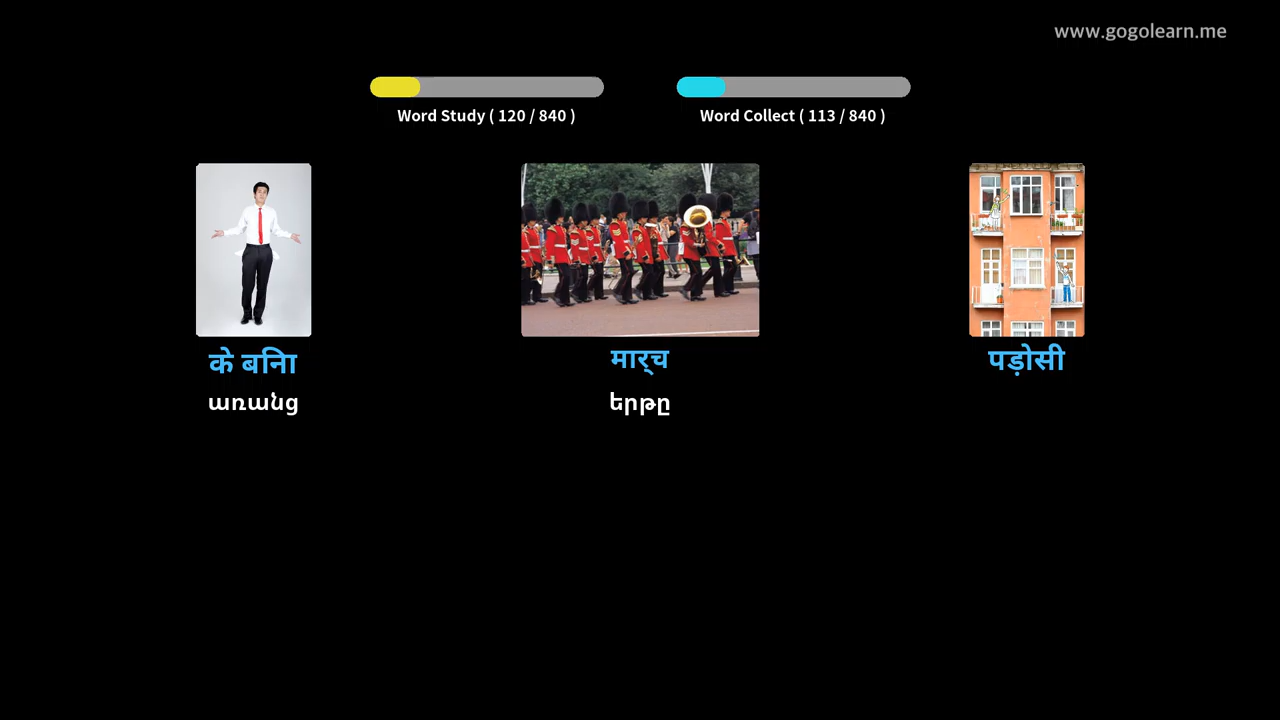 www.gogolearn.me
Word Study ( 120 / 840 )
Word Collect ( 113 / 840 )
के बिना
मार्च
पड़ोसी
առանց
երթը